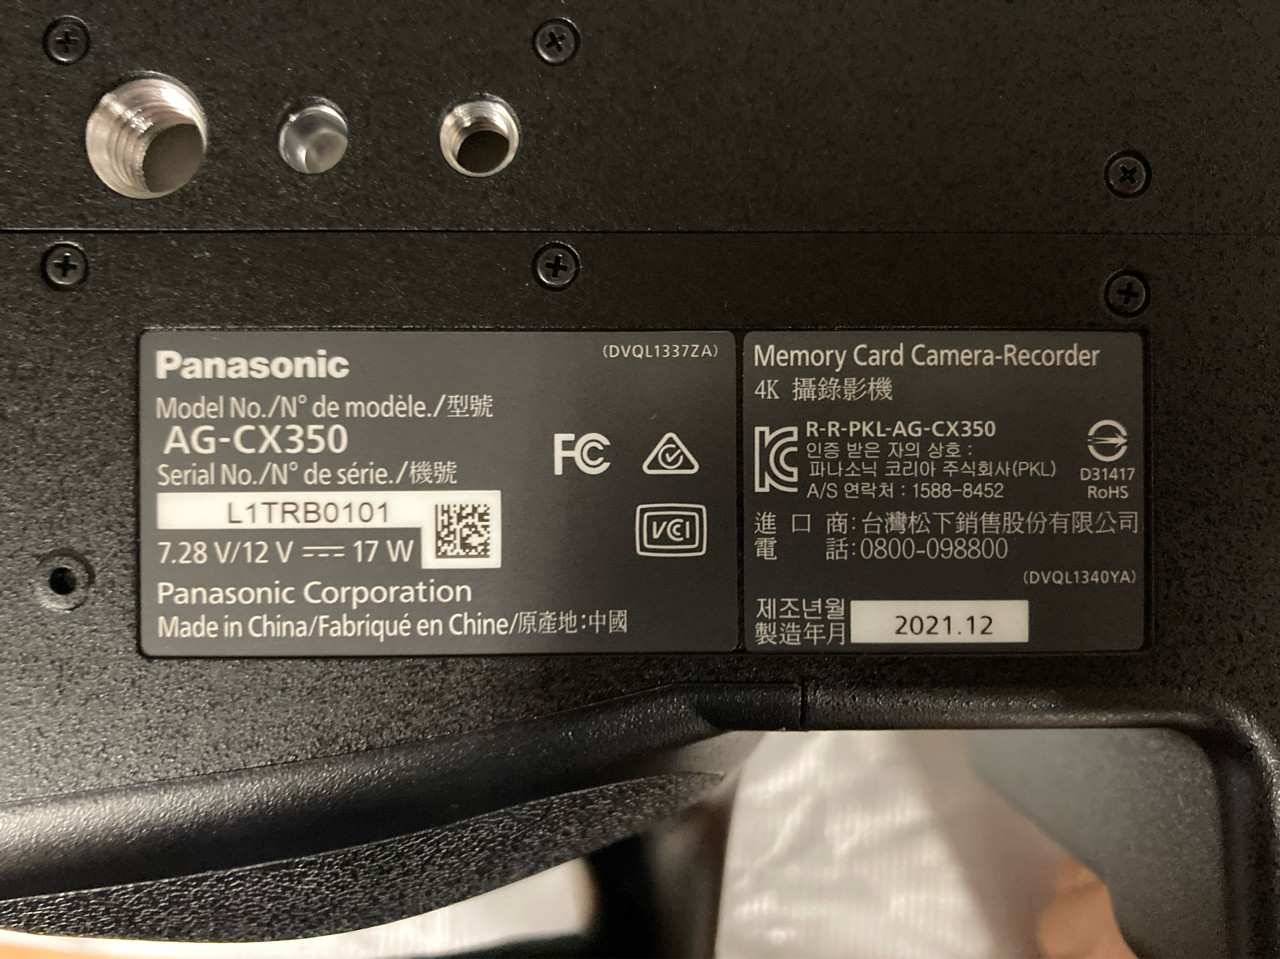 Panasonic
(DVQL1337ZA)
Model No./N° de modèle./型號
AG-CX350
Serial No./N° de série./機號
L1TRB0101
7.28 V/12 V ⎓ 17 W
Panasonic Corporation
Made in China/Fabriqué en Chine/原產地:中國
FC
VCCI
Memory Card Camera-Recorder
4K 攝錄影機
R-R-PKL-AG-CX350
인증 받은 자의 상호 :
파나소닉 코리아 주식회사(PKL)
A/S 연락처 : 1588-8452
D31417
RoHS
進口商:台灣松下銷售股份有限公司
電話:0800-098800
(DVQL1340YA)
제조년월
製造年月
2021.12